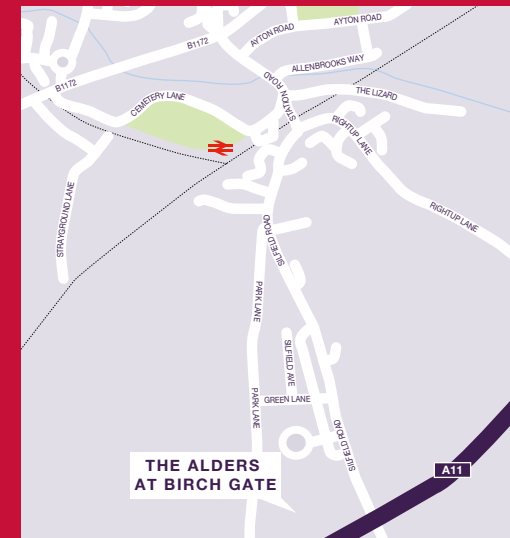 AYTON ROAD
AYTON ROAD
B1172
ALLENBROOKS WAY
B1172
CEMETERY LANE
STATION ROAD
THE LIZARD
RIGHTUP LANE
STRAYGROUND LANE
RIGHTUP LANE
SILFIELD ROAD
PARK LANE
SILFIELD AVE
PARK LANE
GREEN LANE
SILFIELD ROAD
THE ALDERS
AT BIRCH GATE
A11